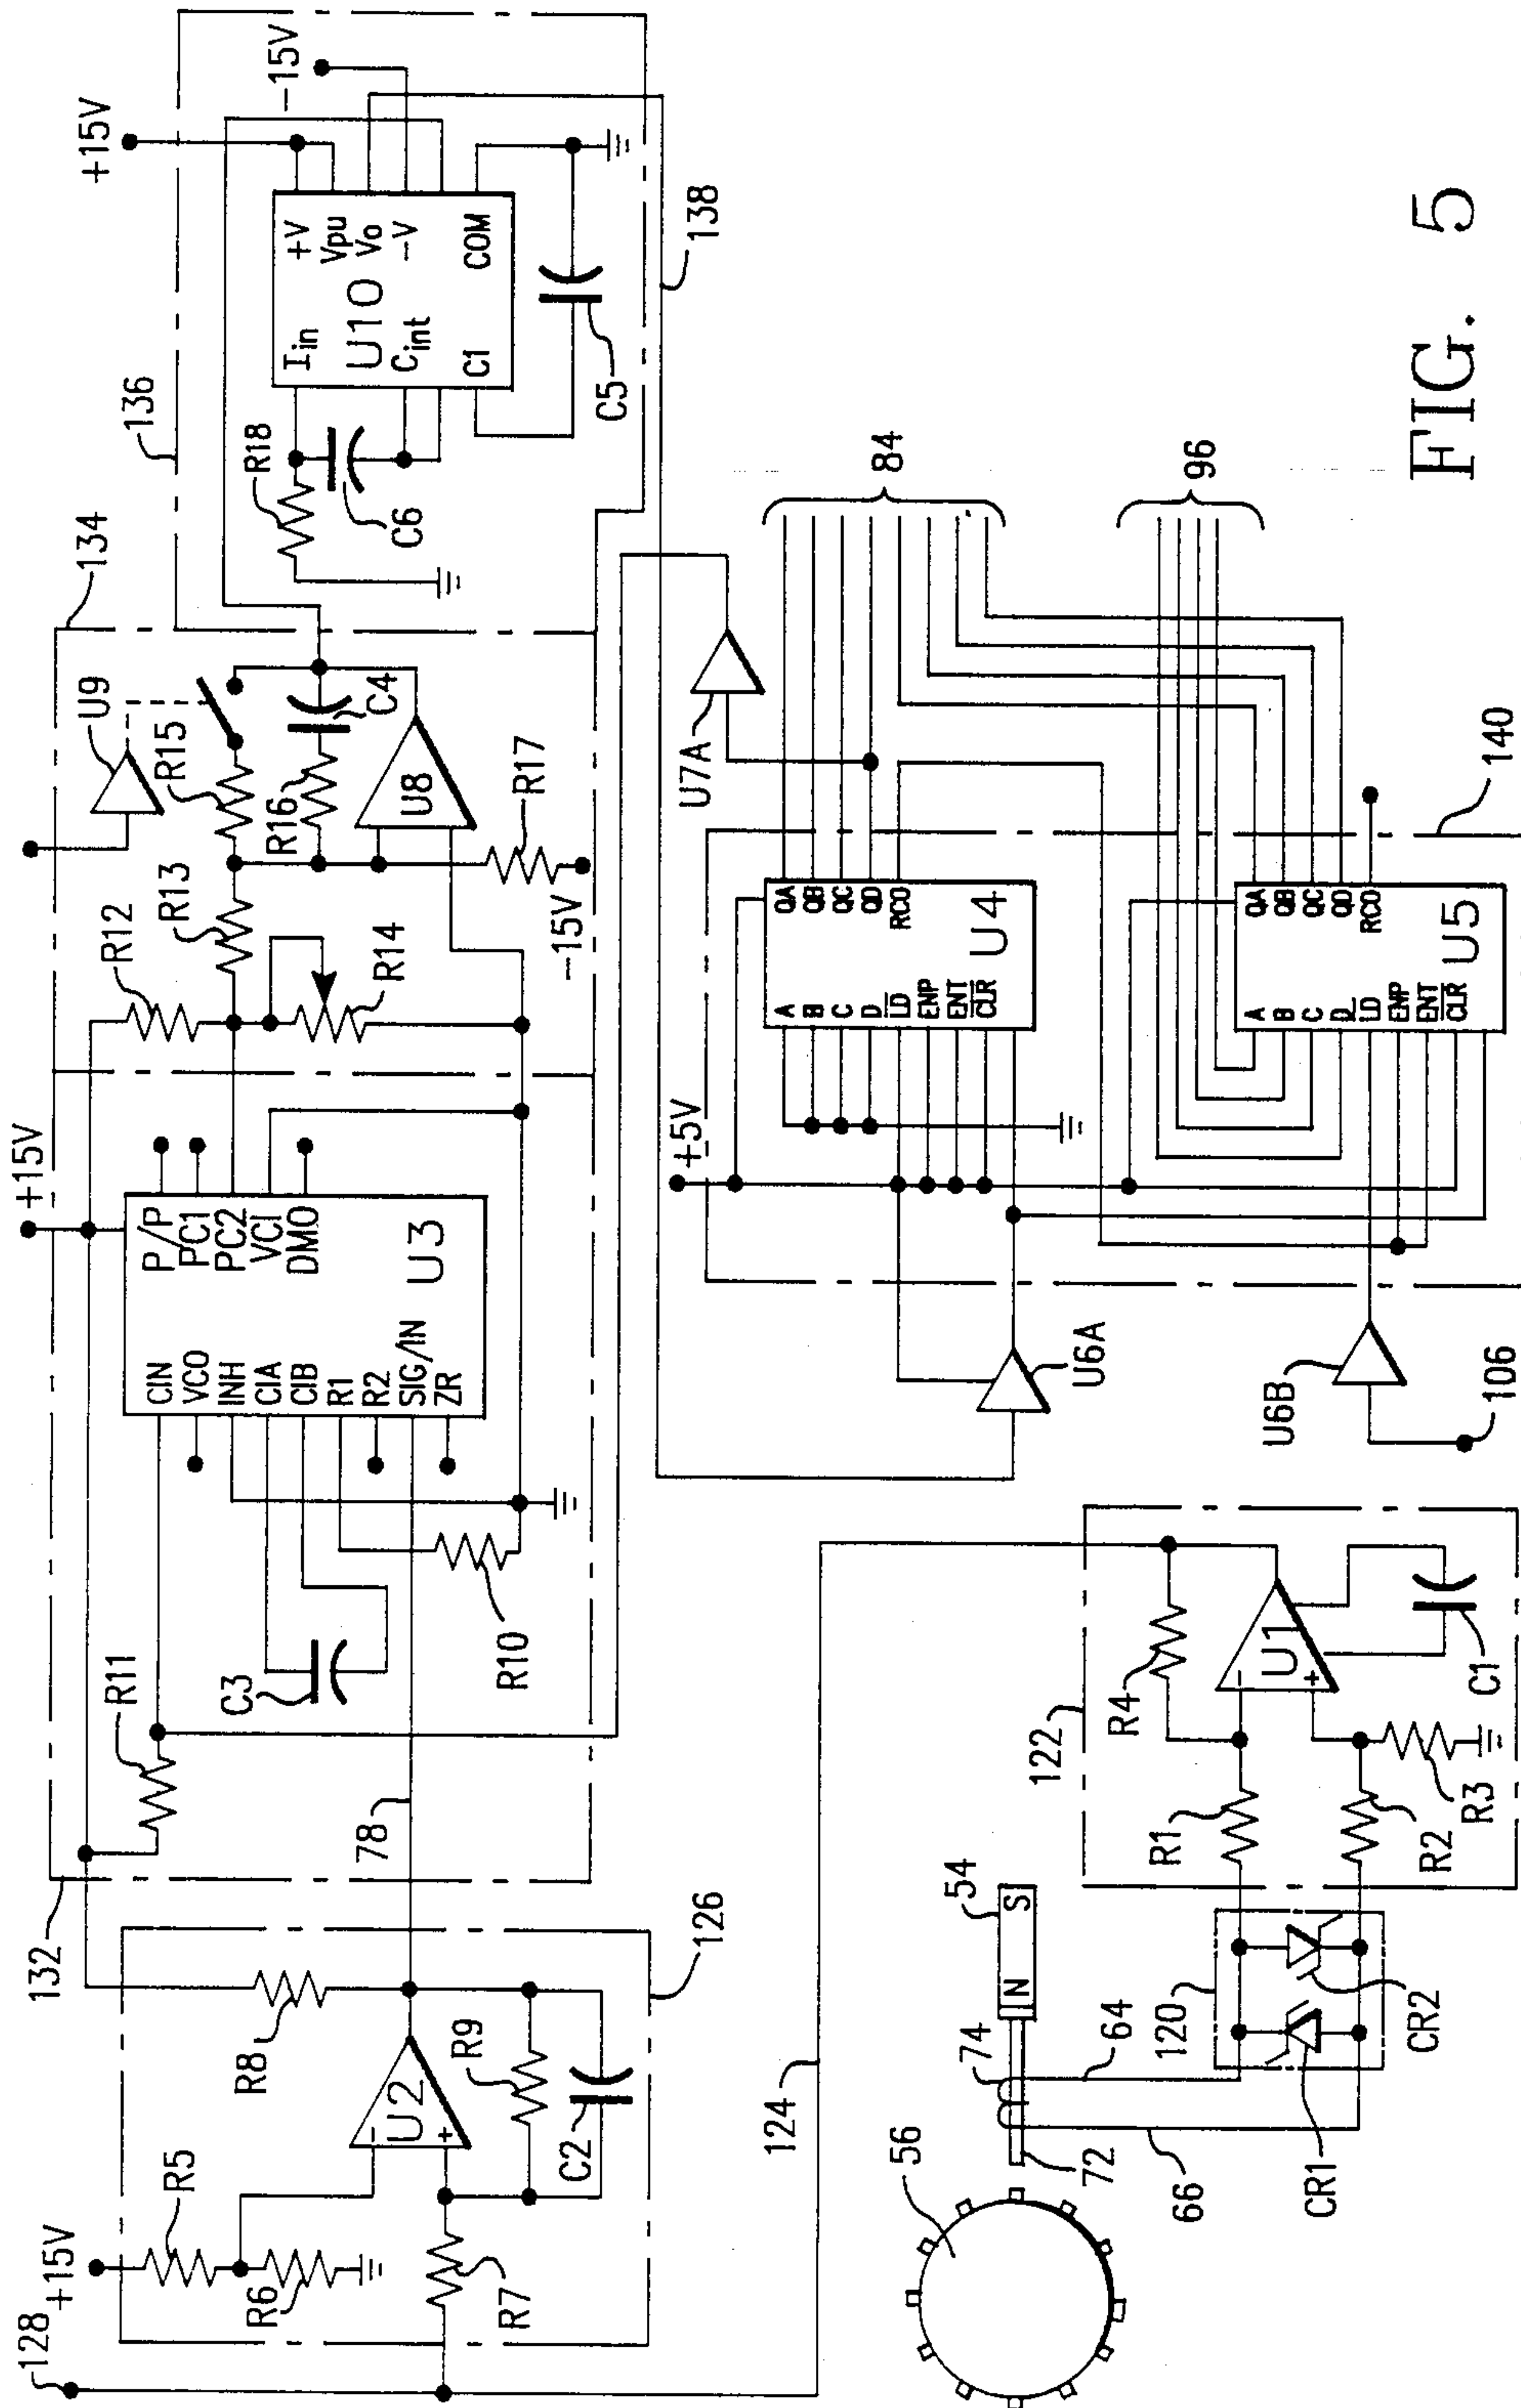 128
+15V
R5
R6
R7
U2
-
+
R8
R9
C2
126
132
R11
78
C3
R10
+15V
CIN
VCO
INH
CIA
CIB
R1
R2
SIG/IN
ZR
P/P
PC1
PC2
VCI
DMO
U3
134
R12
R13
R14
R15
R16
R17
U9
U8
C4
-15V
136
R18
C6
Iin
U10
Cint
C1
+V
Vpu
Vo
-V
COM
C5
+15V
-15V
138
56
72
74
54
N
S
64
66
124
120
CR1
CR2
122
R1
R2
R3
R4
U1
-
+
C1
106
U6B
U6A
+5V
A
B
C
D
LD
ENP
ENT
CLR
QA
QB
QC
QD
RCO
U4
U7A
84
A
B
C
D
LD
ENP
ENT
CLR
QA
QB
QC
QD
RCO
U5
96
140
FIG. 5